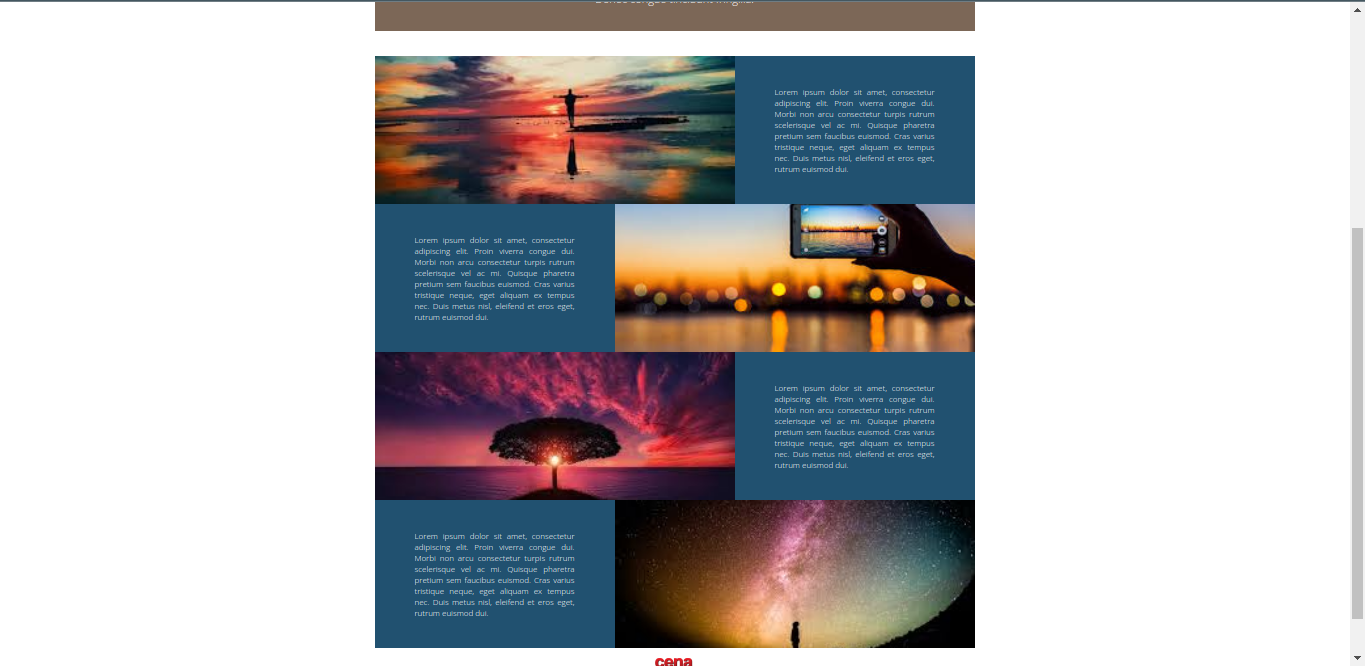 Lorem ipsum dolor sit amet, consectetur
adipiscing elit. Proin viverra congue dui.
Morbi non arcu consectetur turpis rutrum
scelerisque vel ac mi. Quisque pharetra
pretium sem faucibus euismod. Cras varius
tristique neque, eget aliquam ex tempus
nec. Duis metus nisl, eleifend et eros eget,
rutrum euismod dui.
Lorem ipsum dolor sit amet, consectetur
adipiscing elit. Proin viverra congue dui.
Morbi non arcu consectetur turpis rutrum
scelerisque vel ac mi. Quisque pharetra
pretium sem faucibus euismod. Cras varius
tristique neque, eget aliquam ex tempus
nec. Duis metus nisl, eleifend et eros eget,
rutrum euismod dui.
Lorem ipsum dolor sit amet, consectetur
adipiscing elit. Proin viverra congue dui.
Morbi non arcu consectetur turpis rutrum
scelerisque vel ac mi. Quisque pharetra
pretium sem faucibus euismod. Cras varius
tristique neque, eget aliquam ex tempus
nec. Duis metus nisl, eleifend et eros eget,
rutrum euismod dui.
Lorem ipsum dolor sit amet, consectetur
adipiscing elit. Proin viverra congue dui.
Morbi non arcu consectetur turpis rutrum
scelerisque vel ac mi. Quisque pharetra
pretium sem faucibus euismod. Cras varius
tristique neque, eget aliquam ex tempus
nec. Duis metus nisl, eleifend et eros eget,
rutrum euismod dui.
cena